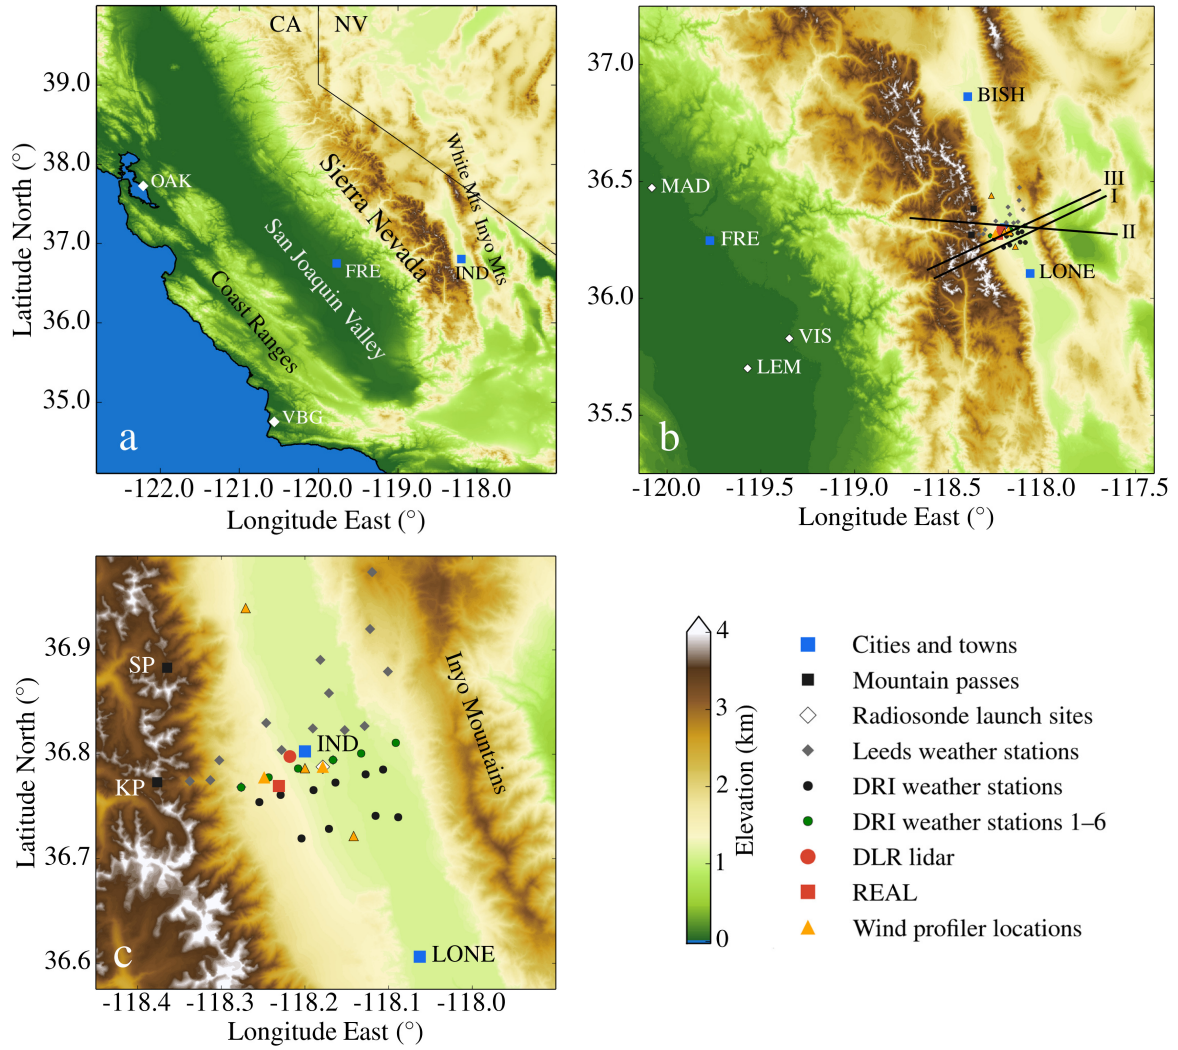 CA NV
39.0
38.0
37.0
36.0
35.0
Latitude North (°)
OAK
White Mts Inyo Mts
Sierra Nevada
San Joaquin Valley
FRE
IND
Coast Ranges
VBG
a
-122.0 -121.0 -120.0 -119.0 -118.0
Longitude East (°)
37.0
36.5
36.0
35.5
Latitude North (°)
BISH
MAD
III
I
II
FRE
LONE
VIS
LEM
b
-120.0 -119.5 -119.0 -118.5 -118.0 -117.5
Longitude East (°)
36.9
36.8
36.7
36.6
Latitude North (°)
SP
Inyo Mountains
IND
KP
LONE
c
-118.4 -118.3 -118.2 -118.1 -118.0
Longitude East (°)
4
3
2
1
0
Elevation (km)
Cities and towns
Mountain passes
Radiosonde launch sites
Leeds weather stations
DRI weather stations
DRI weather stations 1–6
DLR lidar
REAL
Wind profiler locations